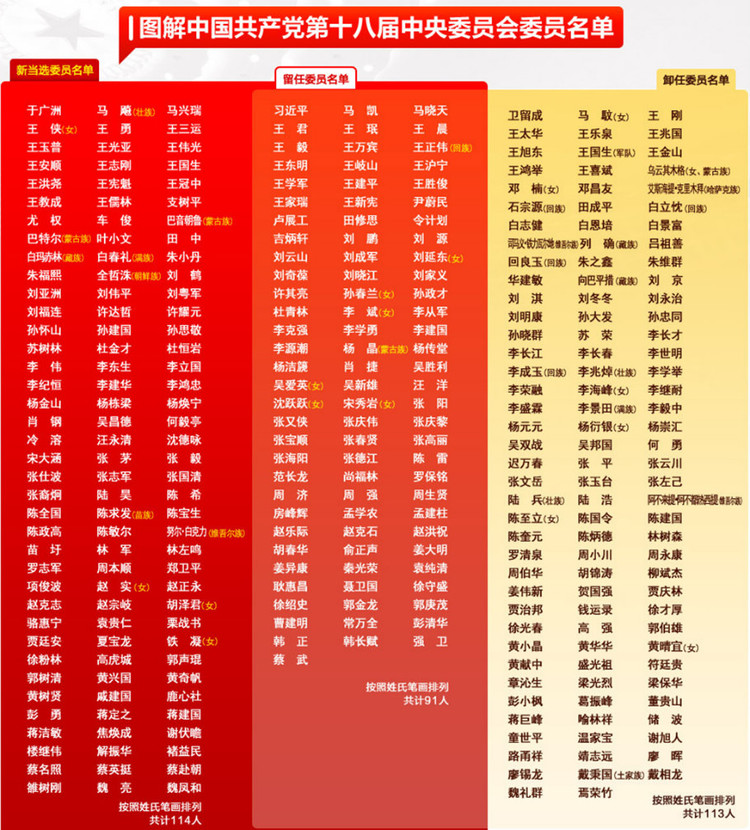 图解中国共产党第十八届中央委员会委员名单
新当选委员名单
于广洲 马 飚(壮族) 马兴瑞
王 侠(女) 王 勇 王三运
王玉普 王光亚 王伟光
王安顺 王志刚 王国生
王洪尧 王宪魁 王冠中
王教成 王儒林 支树平
尤 权 车 俊 巴音朝鲁(蒙古族)
巴特尔(蒙古族) 叶小文 田 中
白玛赤林(藏族) 白春礼(满族) 朱小丹
朱福熙 全哲洙(朝鲜族) 刘 鹤
刘亚洲 刘伟平 刘粤军
刘福连 许达哲 许耀元
孙怀山 孙建国 孙思敬
苏树林 杜金才 杜恒岩
李 伟 李东生 李立国
李纪恒 李建华 李鸿忠
杨金山 杨栋梁 杨焕宁
肖 钢 吴昌德 何毅亭
冷 溶 汪永清 沈德咏
宋大涵 张 茅 张 毅
张仕波 张志军 张国清
张裔炯 陆 昊 陈 希
陈全国 陈求发(苗族) 陈宝生
陈政高 陈敏尔 努尔·白克力(维吾尔族)
苗 圩 林 军 林左鸣
罗志军 周本顺 郑卫平
项俊波 赵 实(女) 赵正永
赵克志 赵宗岐 胡泽君(女)
骆惠宁 袁贵仁 栗战书
贾廷安 夏宝龙 铁 凝(女)
徐粉林 高虎城 郭声琨
郭树清 黄兴国 黄奇帆
黄树贤 戚建国 鹿心社
彭 勇 蒋定之 蒋建国
蒋洁敏 焦焕成 谢伏瞻
楼继伟 解振华 褚益民
蔡名照 蔡英挺 蔡赴朝
雒树刚 魏 亮 魏凤和
按照姓氏笔画排列
共计114人
留任委员名单
习近平 马 凯 马晓天
王 君 王 珉 王 晨
王 毅 王万宾 王正伟(回族)
王东明 王岐山 王沪宁
王学军 王建平 王胜俊
王家瑞 王新宪 尹蔚民
卢展工 田修思 令计划
吉炳轩 刘 鹏 刘 源
刘云山 刘成军 刘延东(女)
刘奇葆 刘晓江 刘家义
许其亮 孙春兰(女) 孙政才
杜青林 李 斌(女) 李从军
李克强 李学勇 李建国
李源潮 杨 晶(蒙古族) 杨传堂
杨洁篪 肖 捷 吴胜利
吴爱英(女) 吴新雄 汪 洋
沈跃跃(女) 宋秀岩(女) 张 阳
张又侠 张庆伟 张庆黎
张宝顺 张春贤 张高丽
张海阳 张德江 陈 雷
范长龙 尚福林 罗保铭
周 济 周 强 周生贤
房峰辉 孟学农 孟建柱
赵乐际 赵克石 赵洪祝
胡春华 俞正声 姜大明
姜异康 秦光荣 袁纯清
耿惠昌 聂卫国 徐守盛
徐绍史 郭金龙 郭庚茂
曹建明 常万全 彭清华
韩 正 韩长赋 强 卫
蔡 武
按照姓氏笔画排列
共计91人
卸任委员名单
卫留成 马 馼(女) 王 刚
王太华 王乐泉 王兆国
王旭东 王国生(军队) 王金山
王鸿举 王喜斌 乌云其木格(女、蒙古族)
邓 楠(女) 邓昌友 艾斯海提·克里木拜(哈萨克族)
石宗源(回族) 田成平 白立忱(回族)
白志健 白恩培 白景富
司马义·铁力瓦尔地(维吾尔族) 列 确(藏族) 吕祖善
回良玉(回族) 朱之鑫 朱维群
华建敏 向巴平措(藏族) 刘 京
刘 淇 刘冬冬 刘永治
刘明康 孙大发 孙忠同
孙晓群 苏 荣 李长才
李长江 李长春 李世明
李成玉(回族) 李兆焯(壮族) 李学举
李荣融 李海峰(女) 李继耐
李盛霖 李景田(满族) 李毅中
杨元元 杨衍银(女) 杨崇汇
吴双战 吴邦国 何 勇
迟万春 张 平 张云川
张文岳 张玉台 张左己
陆 兵(壮族) 陆 浩 阿不来提·阿不都热西提(维吾尔族)
陈至立(女) 陈国令 陈建国
陈奎元 陈炳德 林树森
罗清泉 周小川 周永康
周伯华 胡锦涛 柳斌杰
姜伟新 贺国强 贾庆林
贾治邦 钱运录 徐才厚
徐光春 高 强 郭伯雄
黄小晶 黄华华 黄晴宜(女)
黄献中 盛光祖 符廷贵
章沁生 梁光烈 梁保华
彭小枫 葛振峰 董贵山
蒋巨峰 喻林祥 储 波
童世平 温家宝 谢旭人
路甬祥 靖志远 廖 晖
廖锡龙 戴秉国(土家族) 戴相龙
魏礼群 焉荣竹
按照姓氏笔画排列
共计113人